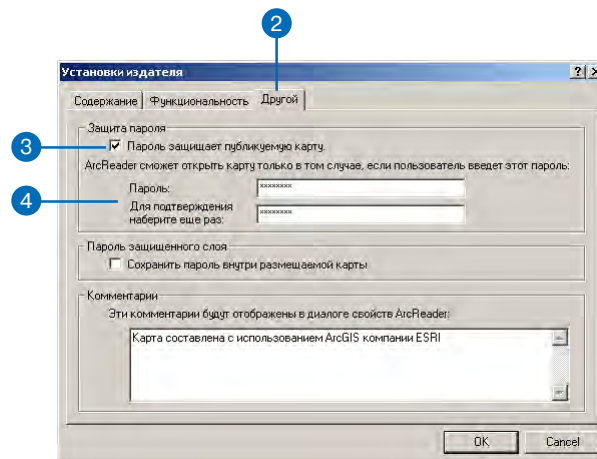 2
Установки издателя
Содержание Функциональность Другой
Защита пароля
3
Пароль защищает публикуемую карту.
ArcReader сможет открыть карту только в том случае, если пользователь введет этот пароль:
4
Пароль:
xxxxxxxx
Для подтверждения
наберите еще раз:
xxxxxxxx
Пароль защищенного слоя
Сохранить пароль внутри размещаемой карты
Комментарии
Эти комментарии будут отображены в диалоге свойств ArcReader:
Карта составлена с использованием ArcGIS компании ESRI
OK Cancel